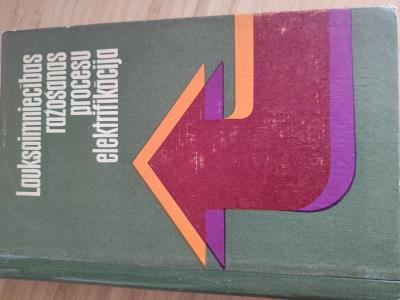 Lauksaimniecības
ražošanas
procesu
elektrifikācija